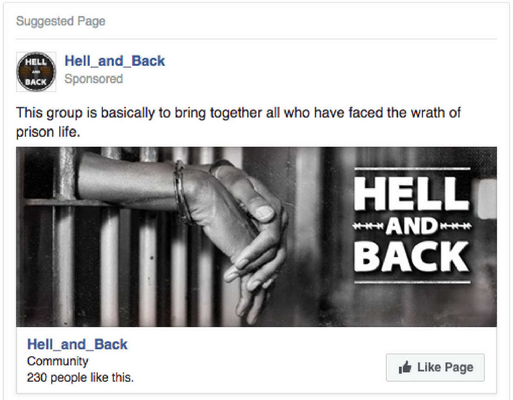 Suggested Page
HELL
AND
BACK
Hell_and_Back
Sponsored
This group is basically to bring together all who have faced the wrath of
prison life.
HELL
AND
BACK
Hell_and_Back
Community
230 people like this.
Like Page